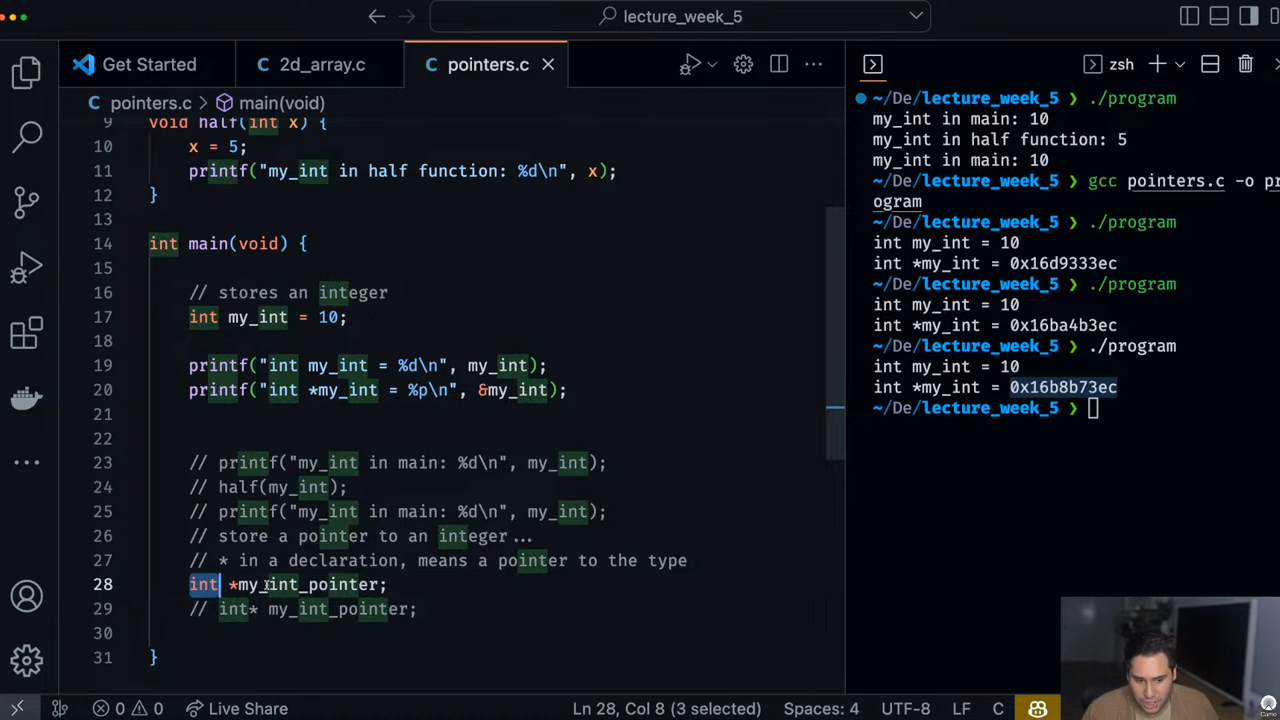 lecture_week_5
Get Started
C 2d_array.c
C pointers.c
zsh
C pointers.c > main(void)
9 void half(int x) {
10 x = 5;
11 printf("my_int in half function: %d\n", x);
12 }
13
14 int main(void) {
15
16 // stores an integer
17 int my_int = 10;
18
19 printf("int my_int = %d\n", my_int);
20 printf("int *my_int = %p\n", &my_int);
21
22
23 // printf("my_int in main: %d\n", my_int);
24 // half(my_int);
25 // printf("my_int in main: %d\n", my_int);
26 // store a pointer to an integer...
27 // * in a declaration, means a pointer to the type
28 int *my_int_pointer;
29 // int* my_int_pointer;
30
31 }
~/De/lecture_week_5 ❯ ./program
my_int in main: 10
my_int in half function: 5
my_int in main: 10
~/De/lecture_week_5 ❯ gcc pointers.c -o pr
ogram
~/De/lecture_week_5 ❯ ./program
int my_int = 10
int *my_int = 0x16d9333ec
~/De/lecture_week_5 ❯ ./program
int my_int = 10
int *my_int = 0x16ba4b3ec
~/De/lecture_week_5 ❯ ./program
int my_int = 10
int *my_int = 0x16b8b73ec
~/De/lecture_week_5 ❯
0 0 Live Share Ln 28, Col 8 (3 selected) Spaces: 4 UTF-8 LF C
Camo